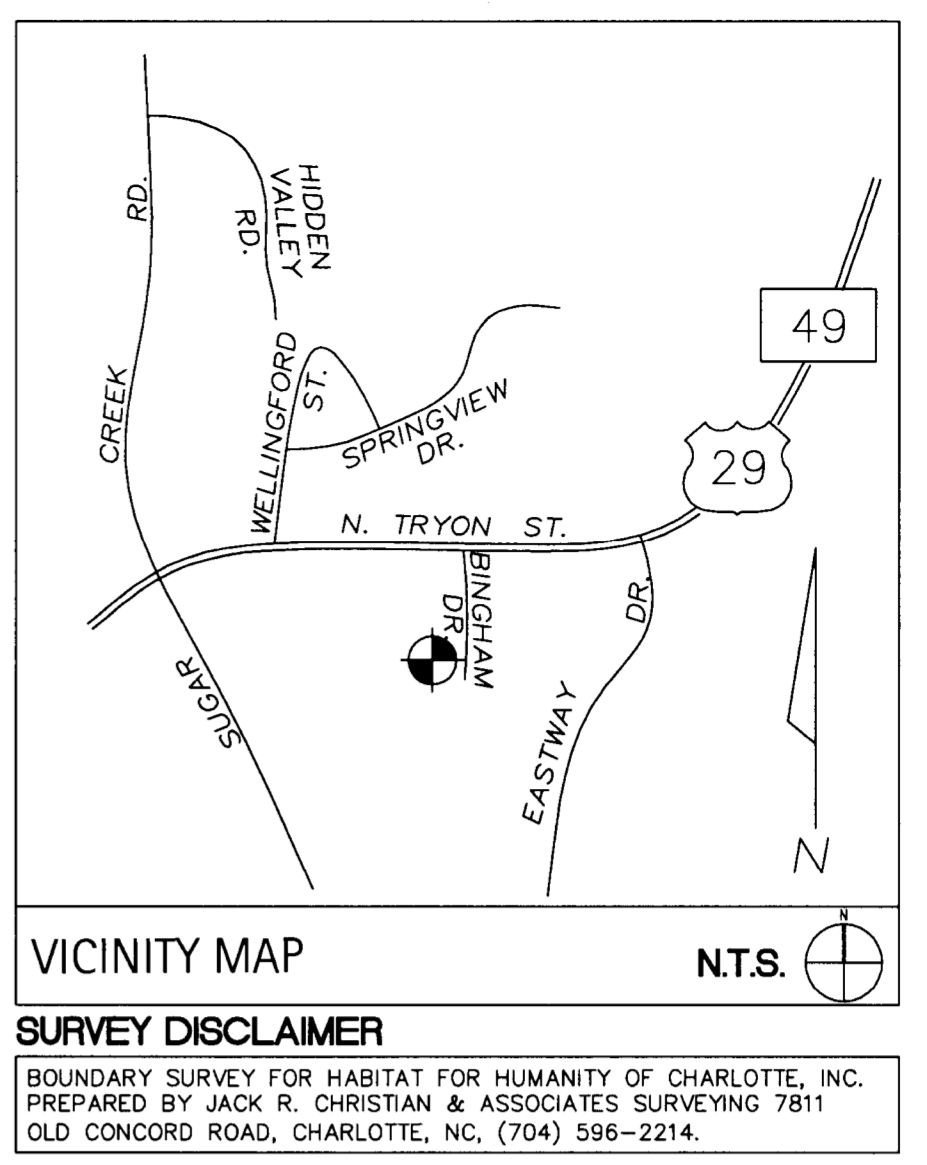 RD.
HIDDEN
VALLEY
RD.
49
CREEK
WELLINGFORD
ST.
SPRINGVIEW
DR.
29
N. TRYON ST.
BINGHAM
DR.
DR.
SUGAR
EASTWAY
N
VICINITY MAP
N.T.S.
N
SURVEY DISCLAIMER
BOUNDARY SURVEY FOR HABITAT FOR HUMANITY OF CHARLOTTE, INC.
PREPARED BY JACK R. CHRISTIAN & ASSOCIATES SURVEYING 7811
OLD CONCORD ROAD, CHARLOTTE, NC, (704) 596-2214.